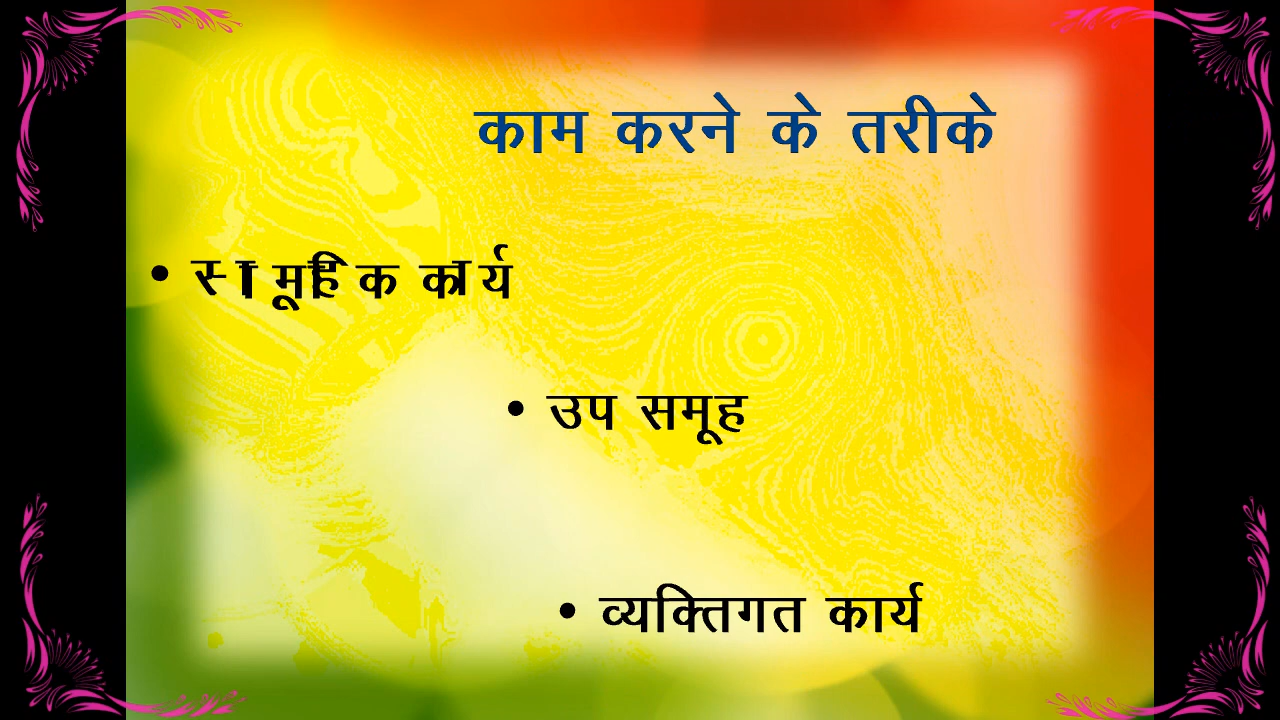 काम करने के तरीके
• सामूहिक कार्य
• उप समूह
• व्यक्तिगत कार्य